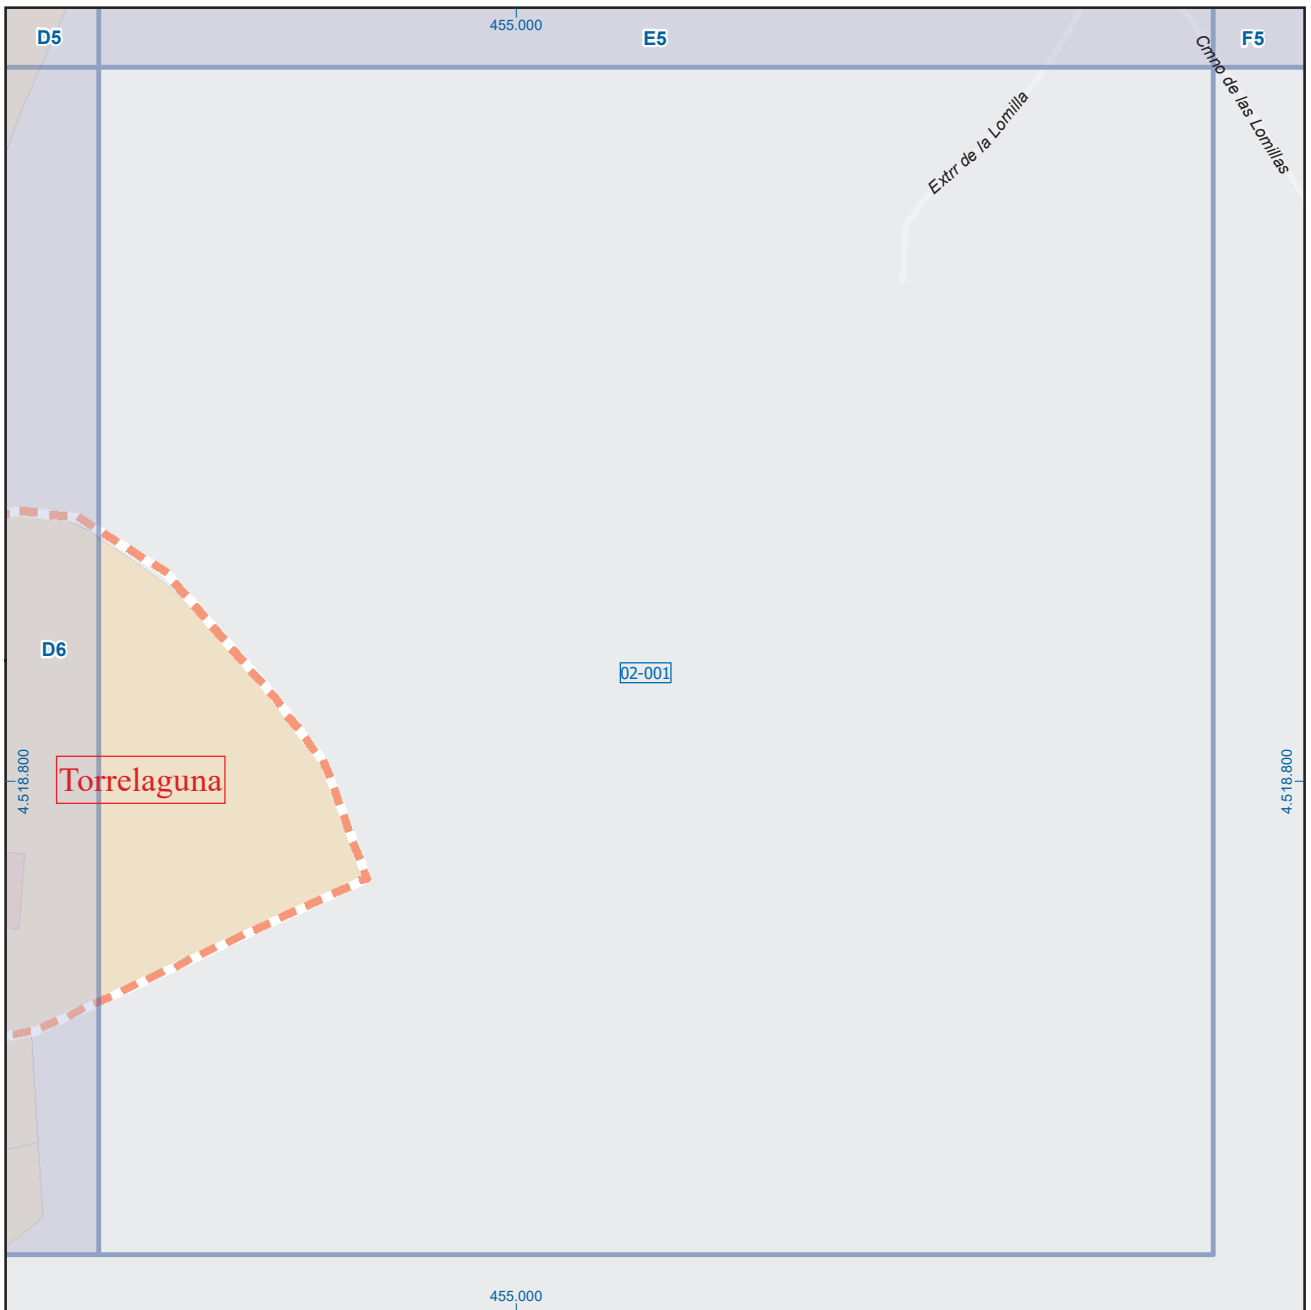 455.000
D5
E5
F5
Cmno de las Lomillas
Extrr de la Lomilla
D6
02-001
Torrelaguna
4.518.800
4.518.800
455.000